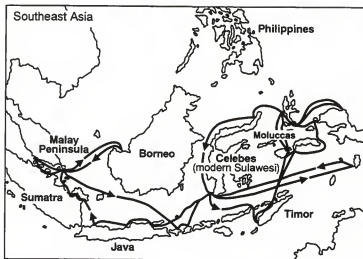 Southeast Asia
Philippines
Malay
Peninsula
Borneo
Moluccas
Celebes
(modern Sulawesi)
Sumatra
Timor
Java